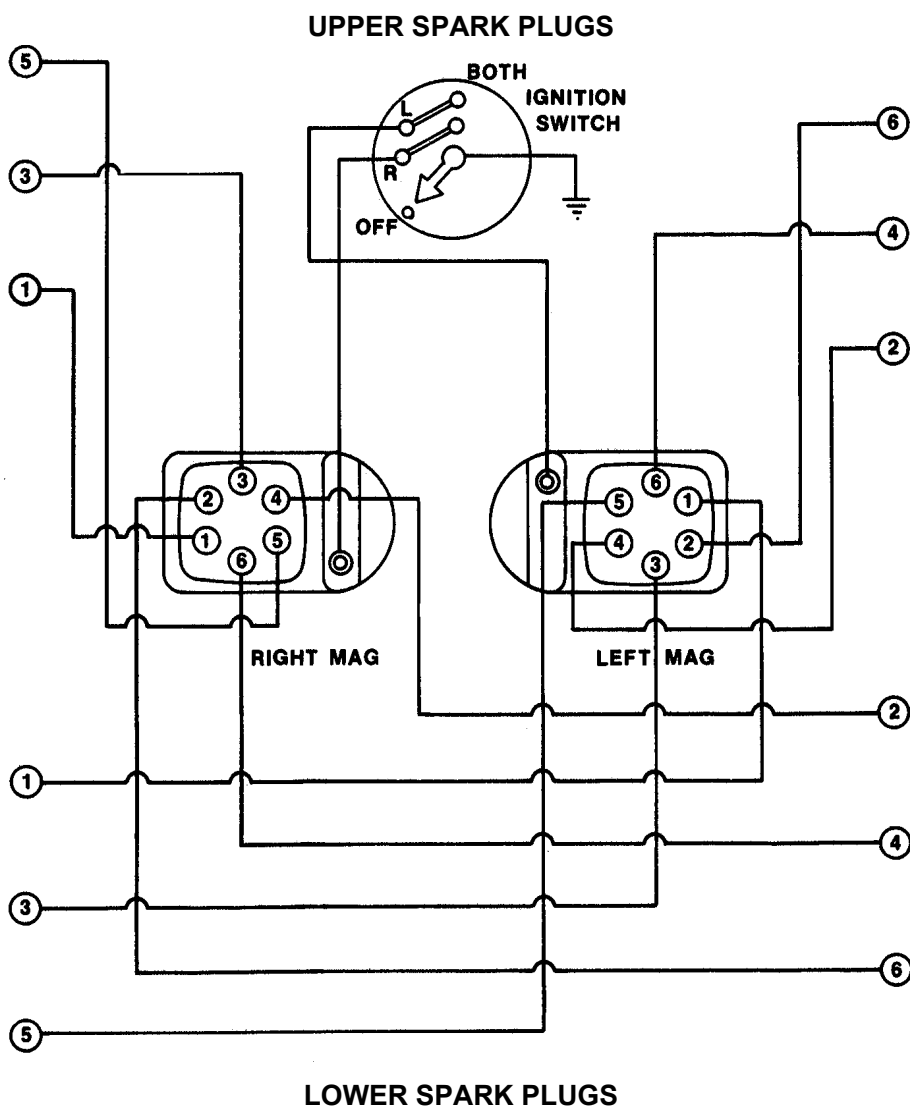 UPPER SPARK PLUGS
5
BOTH
L
IGNITION
SWITCH
6
3
R
OFF
4
1
2
3
2
4
1
5
6
6
5
1
4
2
3
RIGHT MAG
LEFT MAG
2
1
4
3
6
5
LOWER SPARK PLUGS